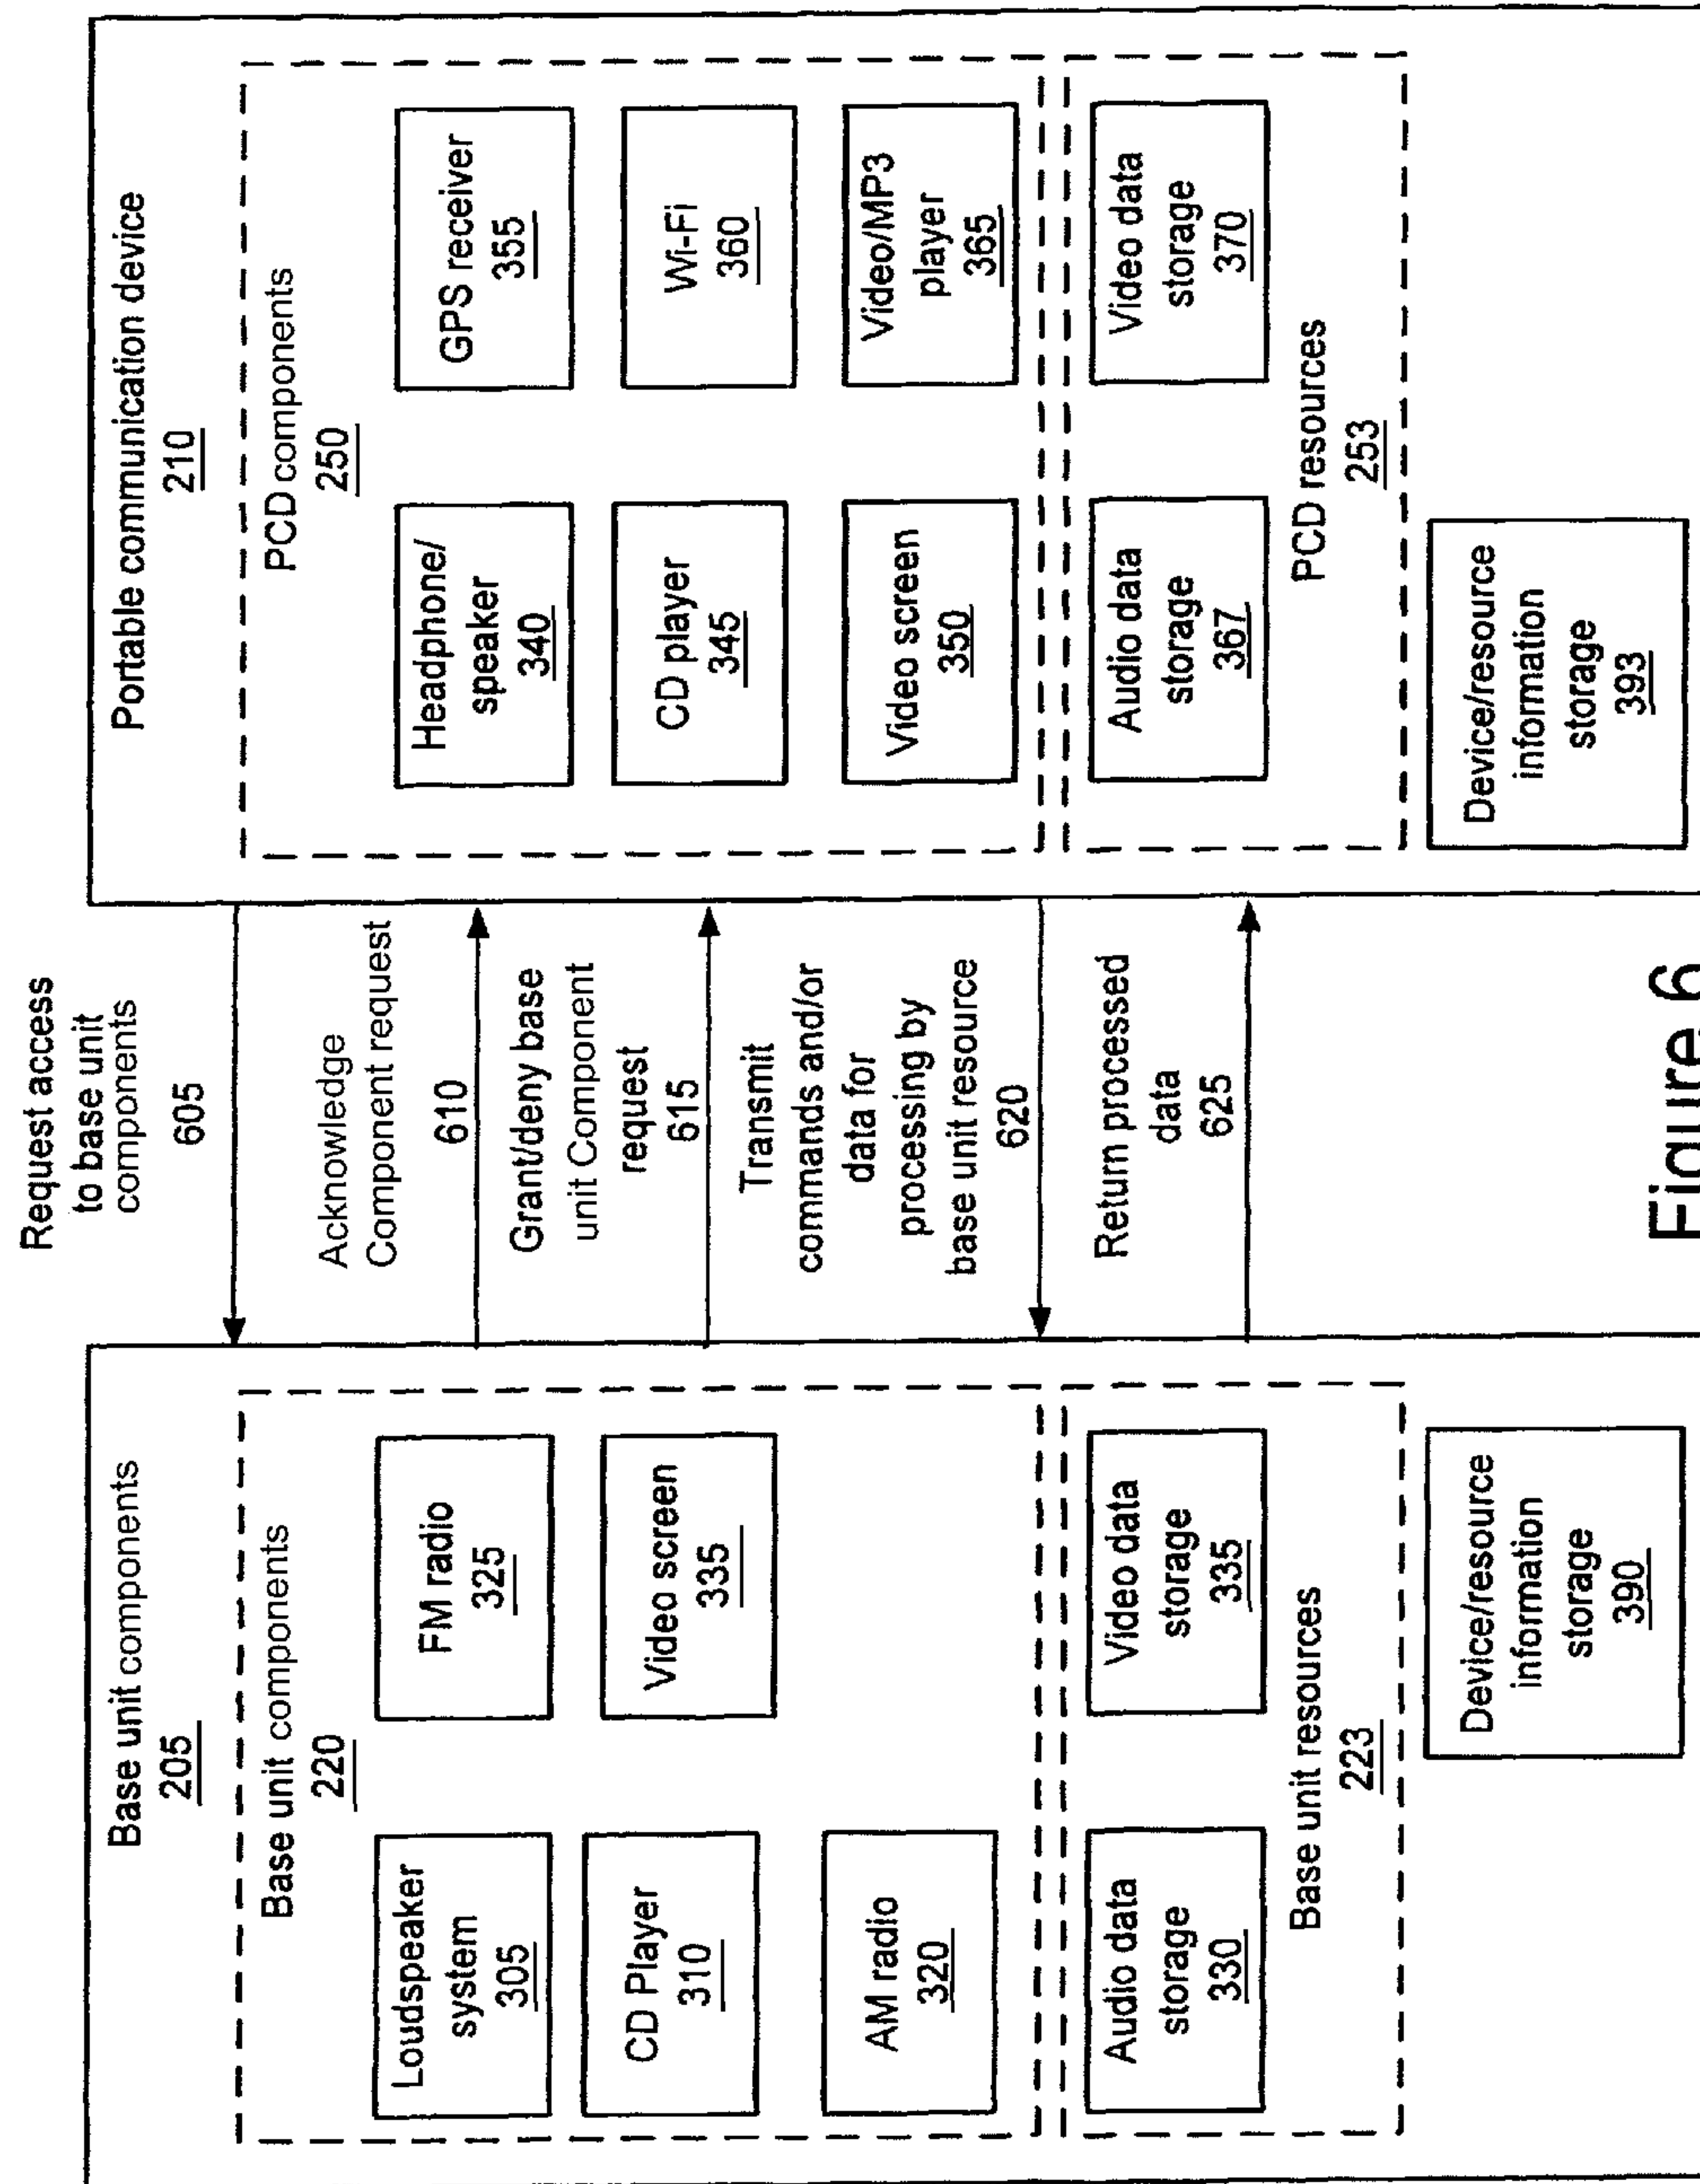 Base unit components
205
Base unit components
220
Loudspeaker
system
305
FM radio
325
CD Player
310
Video screen
335
AM radio
320
Audio data
storage
330
Video data
storage
335
Base unit resources
223
Device/resource
information
storage
390
Request access
to base unit
components
605
Acknowledge
Component request
610
Grant/deny base
unit Component
request
615
Transmit
commands and/or
data for
processing by
base unit resource
620
Return processed
data
625
Portable communication device
210
PCD components
250
Headphone/
speaker
340
GPS receiver
355
CD player
345
Wi-Fi
360
Video screen
350
Video/MP3
player
365
Audio data
storage
367
Video data
storage
370
PCD resources
253
Device/resource
information
storage
393
Figure 6